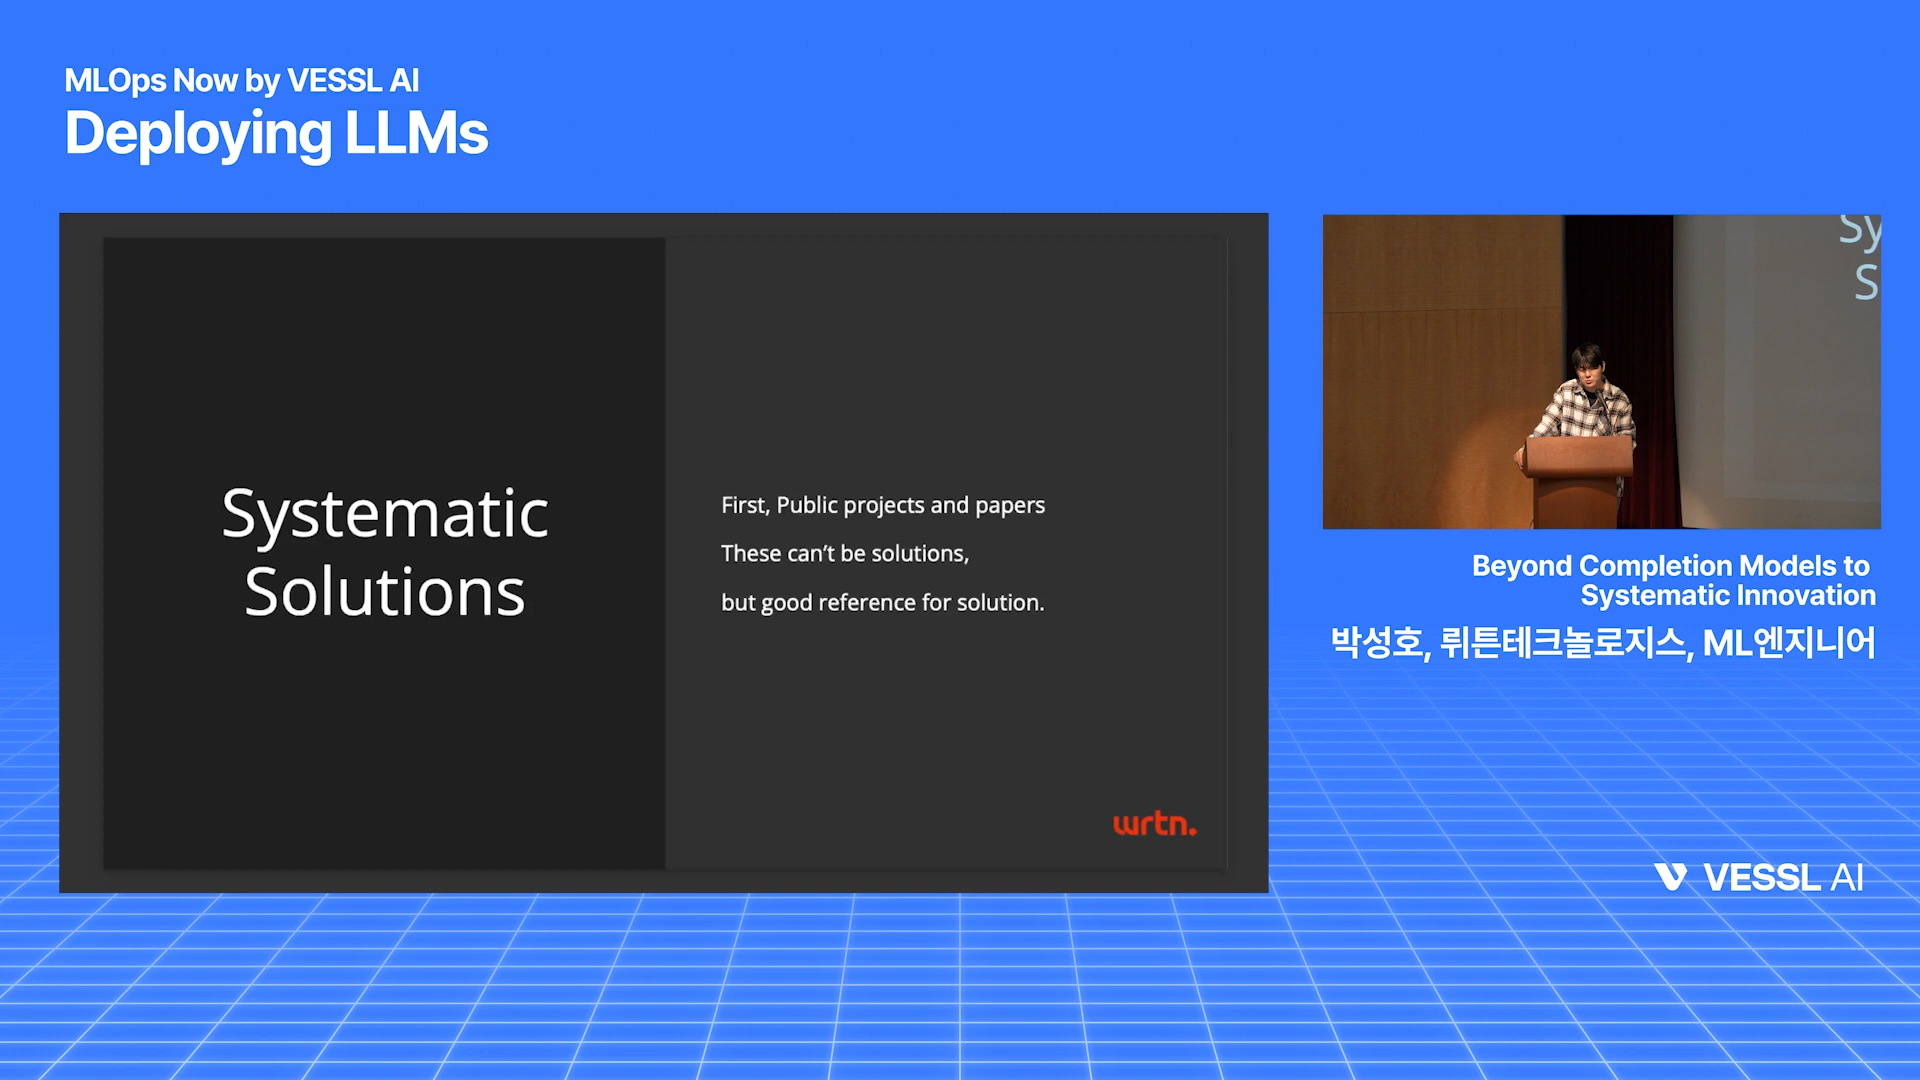 MLOps Now by VESSL AI
Deploying LLMs
Systematic
Solutions
First, Public projects and papers
These can't be solutions,
but good reference for solution.
wrtn.
Sy
S
Beyond Completion Models to
Systematic Innovation
박성호, 뤼튼테크놀로지스, ML엔지니어
VESSL AI